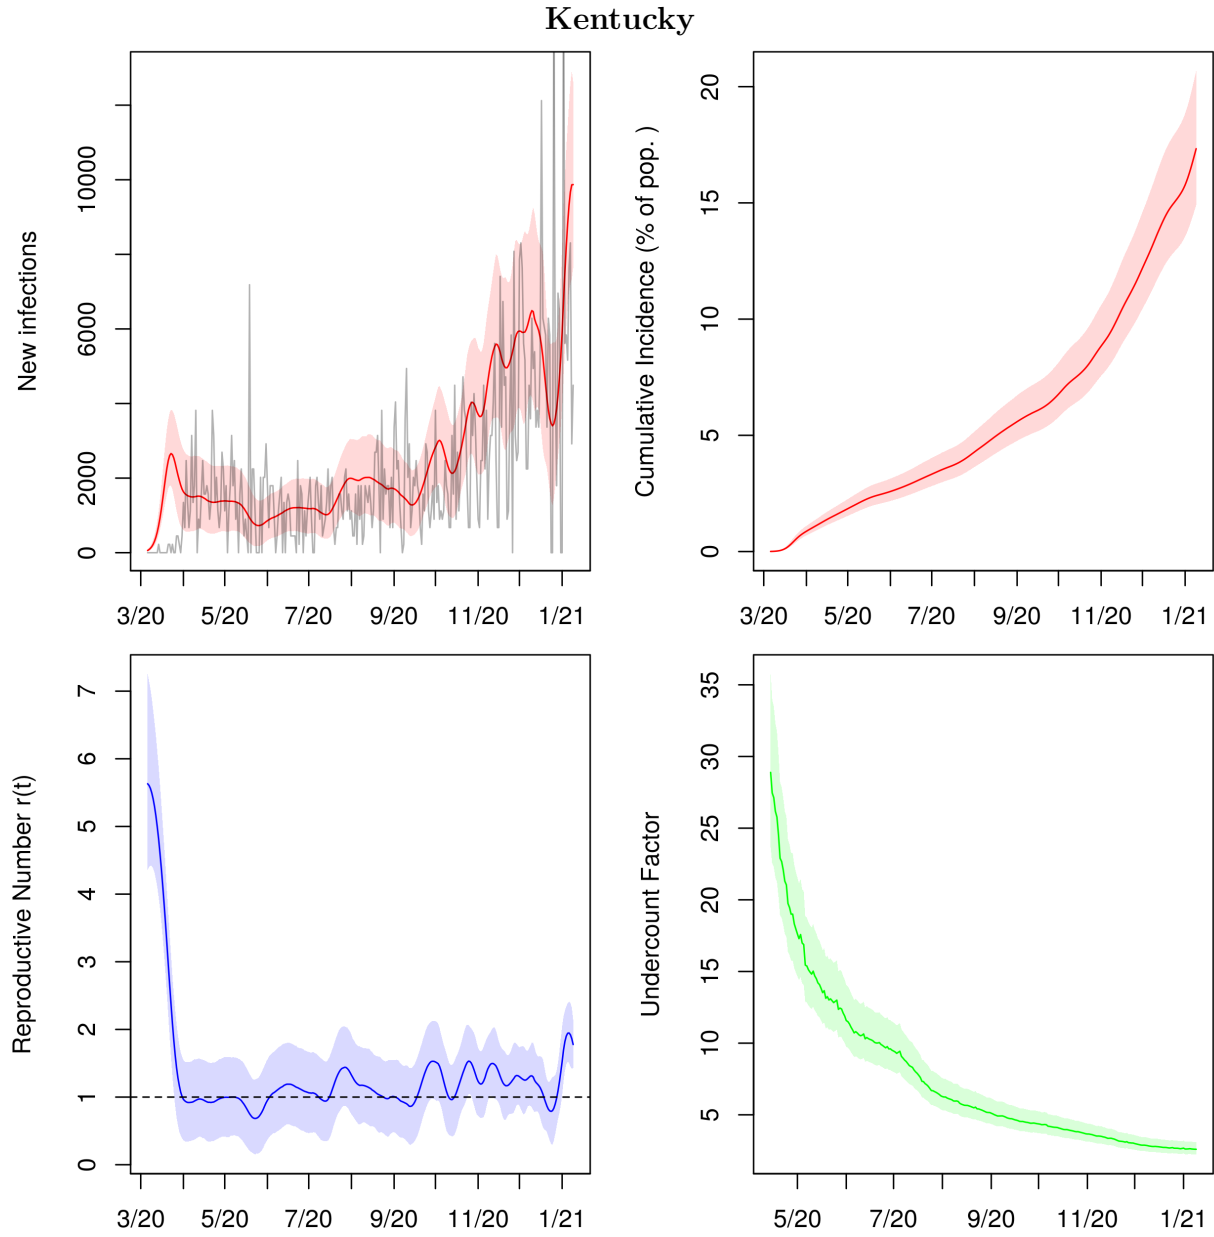 Kentucky
New infections
0
2000
6000
10000
3/20 5/20 7/20 9/20 11/20 1/21
Cumulative Incidence (% of pop. )
0
5
10
15
20
3/20 5/20 7/20 9/20 11/20 1/21
Reproductive Number r(t)
0
1
2
3
4
5
6
7
3/20 5/20 7/20 9/20 11/20 1/21
Undercount Factor
5
10
15
20
25
30
35
5/20 7/20 9/20 11/20 1/21